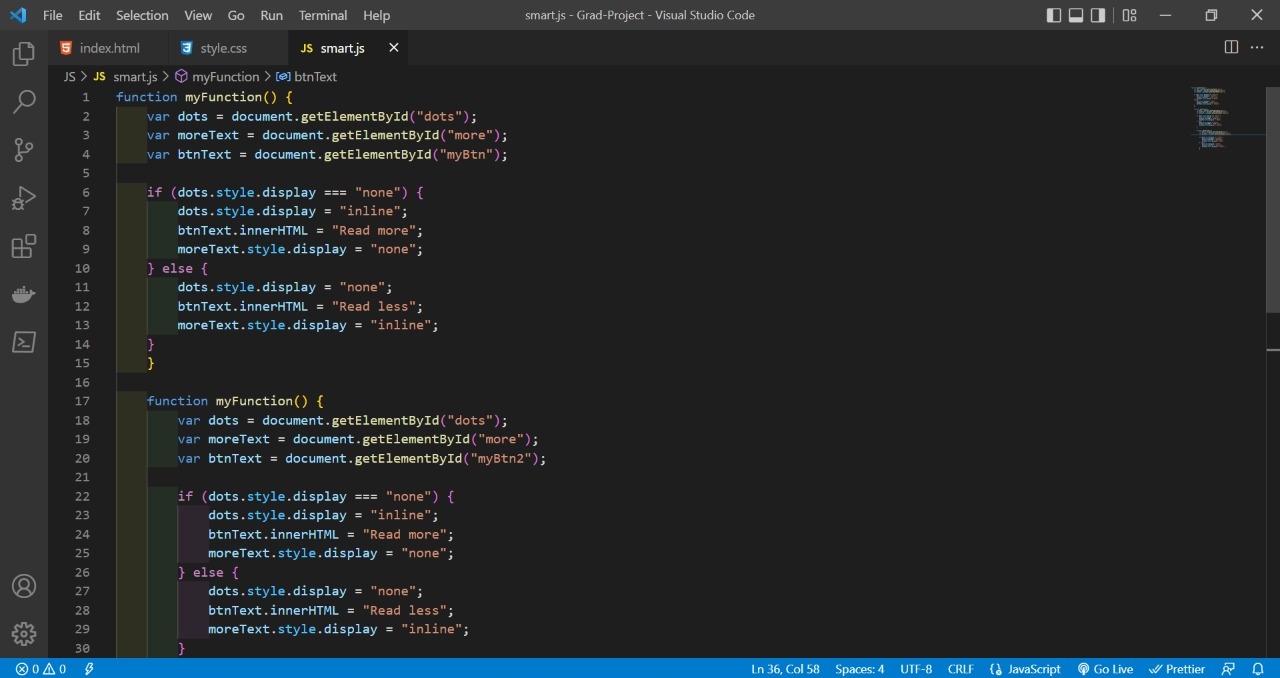 File Edit Selection View Go Run Terminal Help smart.js - Grad-Project - Visual Studio Code
index.html style.css JS smart.js
JS > JS smart.js > myFunction > btnText
1 function myFunction() {
2 var dots = document.getElementById("dots");
3 var moreText = document.getElementById("more");
4 var btnText = document.getElementById("myBtn");
5
6 if (dots.style.display === "none") {
7 dots.style.display = "inline";
8 btnText.innerHTML = "Read more";
9 moreText.style.display = "none";
10 } else {
11 dots.style.display = "none";
12 btnText.innerHTML = "Read less";
13 moreText.style.display = "inline";
14 }
15 }
16
17 function myFunction() {
18 var dots = document.getElementById("dots");
19 var moreText = document.getElementById("more");
20 var btnText = document.getElementById("myBtn2");
21
22 if (dots.style.display === "none") {
23 dots.style.display = "inline";
24 btnText.innerHTML = "Read more";
25 moreText.style.display = "none";
26 } else {
27 dots.style.display = "none";
28 btnText.innerHTML = "Read less";
29 moreText.style.display = "inline";
30 }
0 0 Ln 36, Col 58 Spaces: 4 UTF-8 CRLF {} JavaScript Go Live Prettier